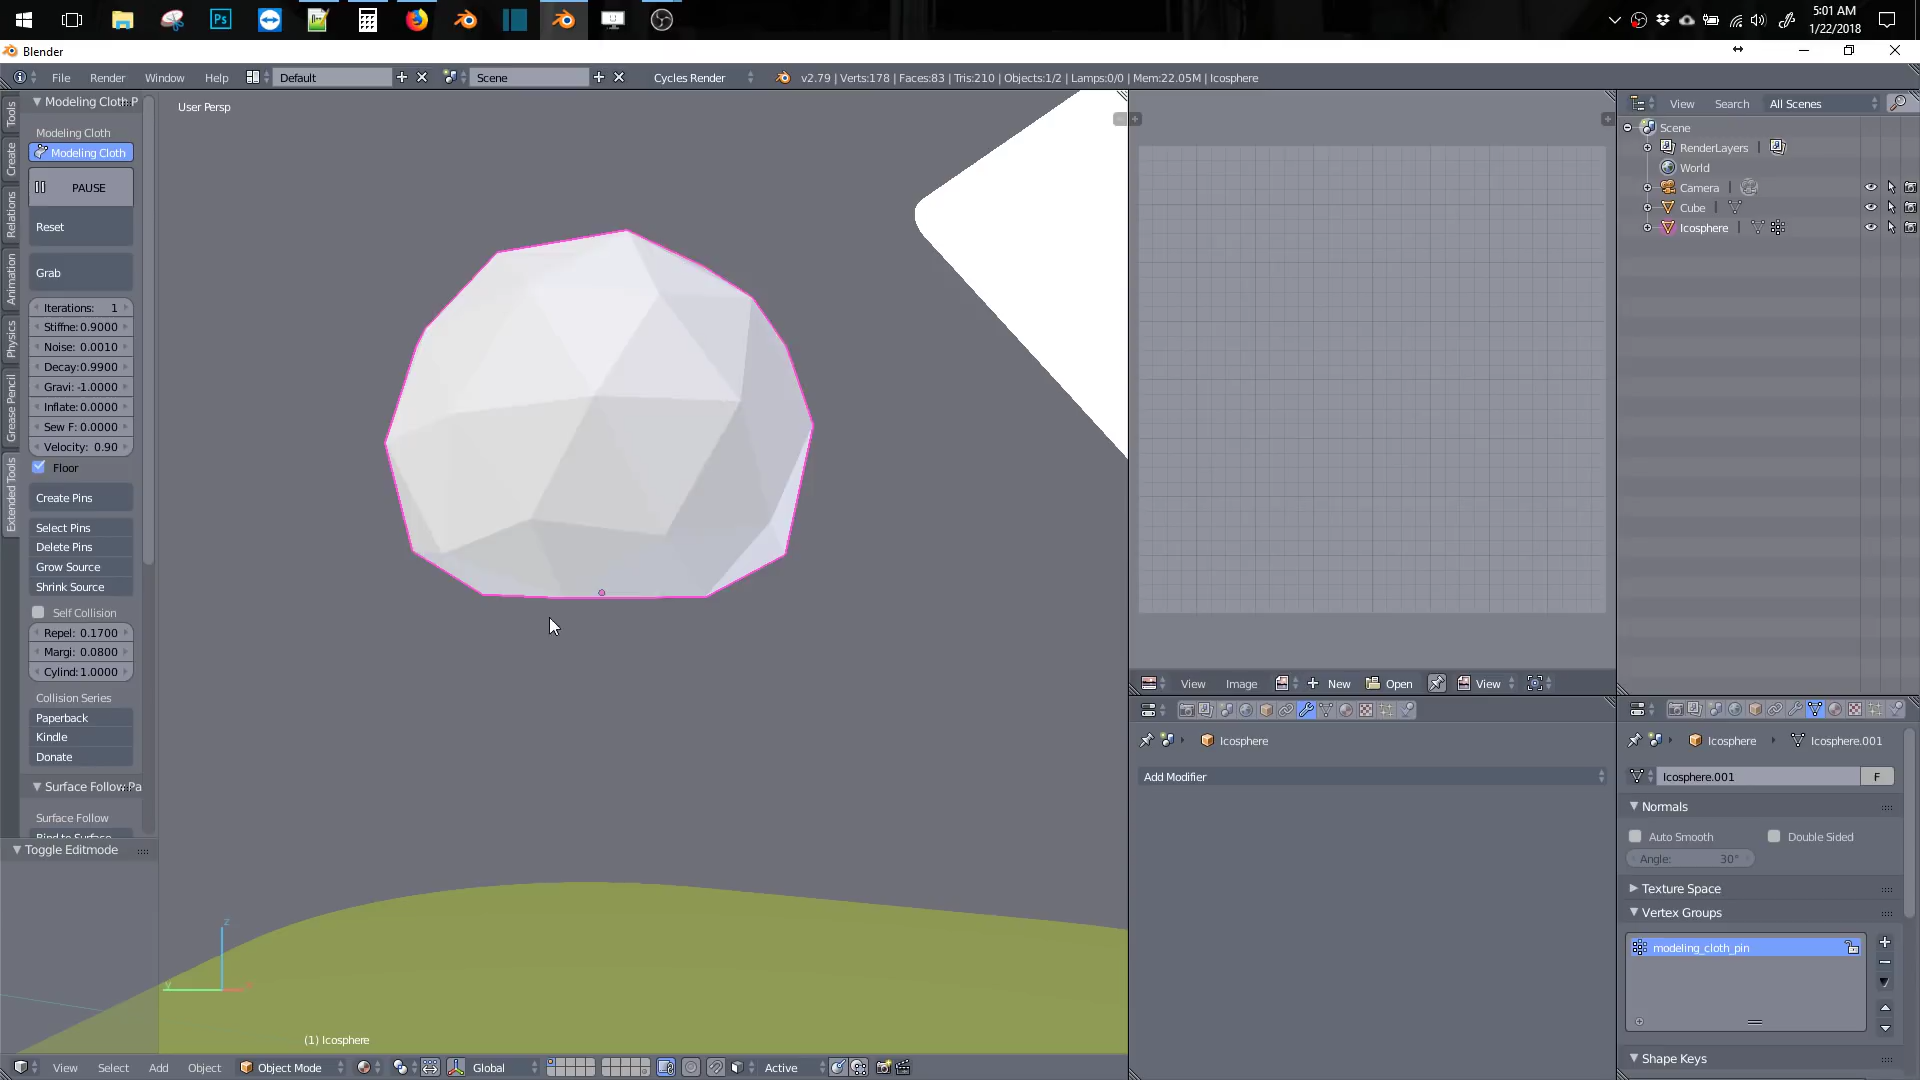 Ps
5:01 AM
1/22/2018
Blender
File Render Window Help Default Scene Cycles Render v2.79 | Verts:178 | Faces:83 | Tris:210 | Objects:1/2 | Lamps:0/0 | Mem:22.05M | Icosphere
Tools
Create
Relations
Animation
Physics
Grease Pencil
Extended Tools
Modeling Cloth P
Modeling Cloth
Modeling Cloth
PAUSE
Reset
Grab
Iterations: 1
Stiffne: 0.9000
Noise: 0.0010
Decay: 0.9900
Gravi: -1.0000
Inflate: 0.0000
Sew F: 0.0000
Velocity: 0.90
Floor
Create Pins
Select Pins
Delete Pins
Grow Source
Shrink Source
Self Collision
Repel: 0.1700
Margi: 0.0800
Cylind: 1.0000
Collision Series
Paperback
Kindle
Donate
Surface Follow Pa
Surface Follow
Bind to Surface
Toggle Editmode
User Persp
z
y
(1) Icosphere
View Select Add Object Object Mode Global Active
View Image New Open View
Icosphere
Add Modifier
View Search All Scenes
Scene
RenderLayers |
World
Camera |
Cube |
Icosphere |
Icosphere Icosphere.001
Icosphere.001 F
Normals
Auto Smooth Double Sided
Angle: 30°
Texture Space
Vertex Groups
modeling_cloth_pin
Shape Keys